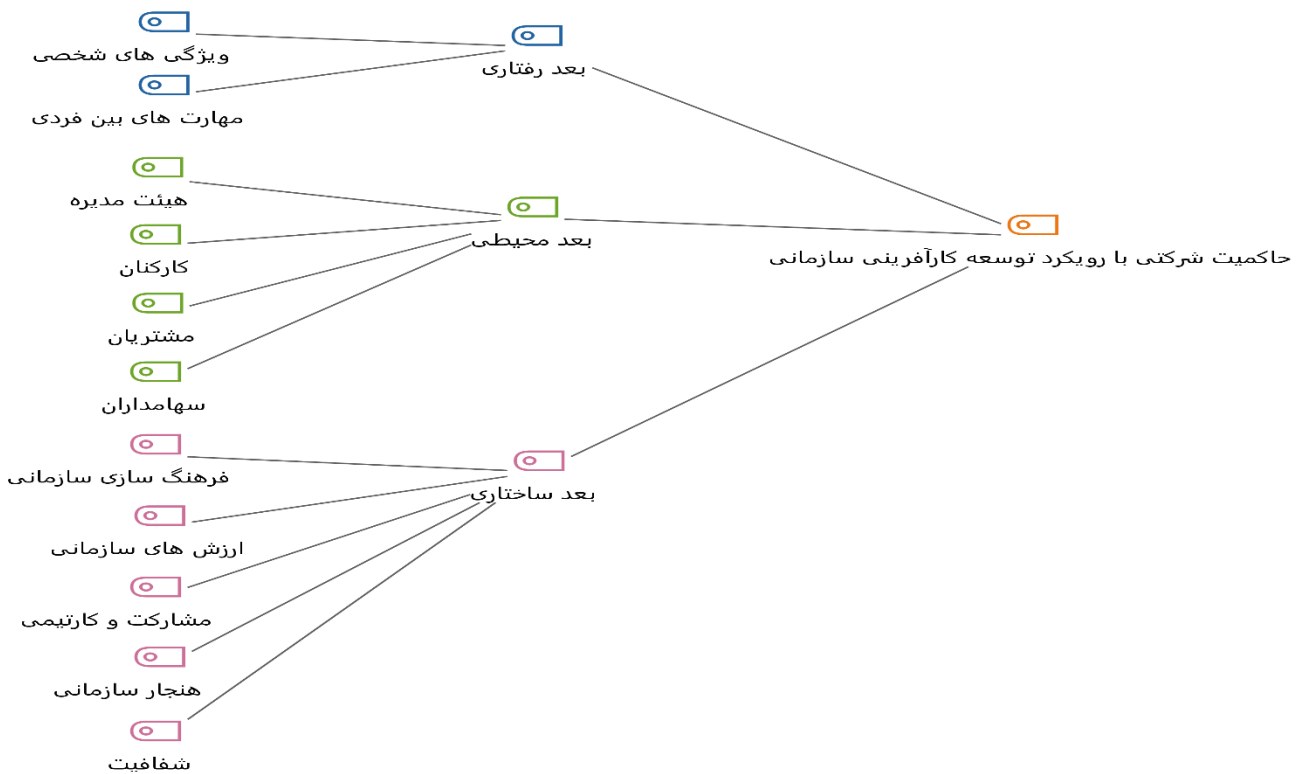 ویژگی های شخصی
بعد رفتاری
مهارت های بین فردی
هیئت مدیره
بعد محیطی
حاکمیت شرکتی با رویکرد توسعه کارآفرینی سازمانی
کارکنان
مشتریان
سهامداران
فرهنگ سازی سازمانی
بعد ساختاری
ارزش های سازمانی
مشارکت و کارتیمی
هنجار سازمانی
شفافیت